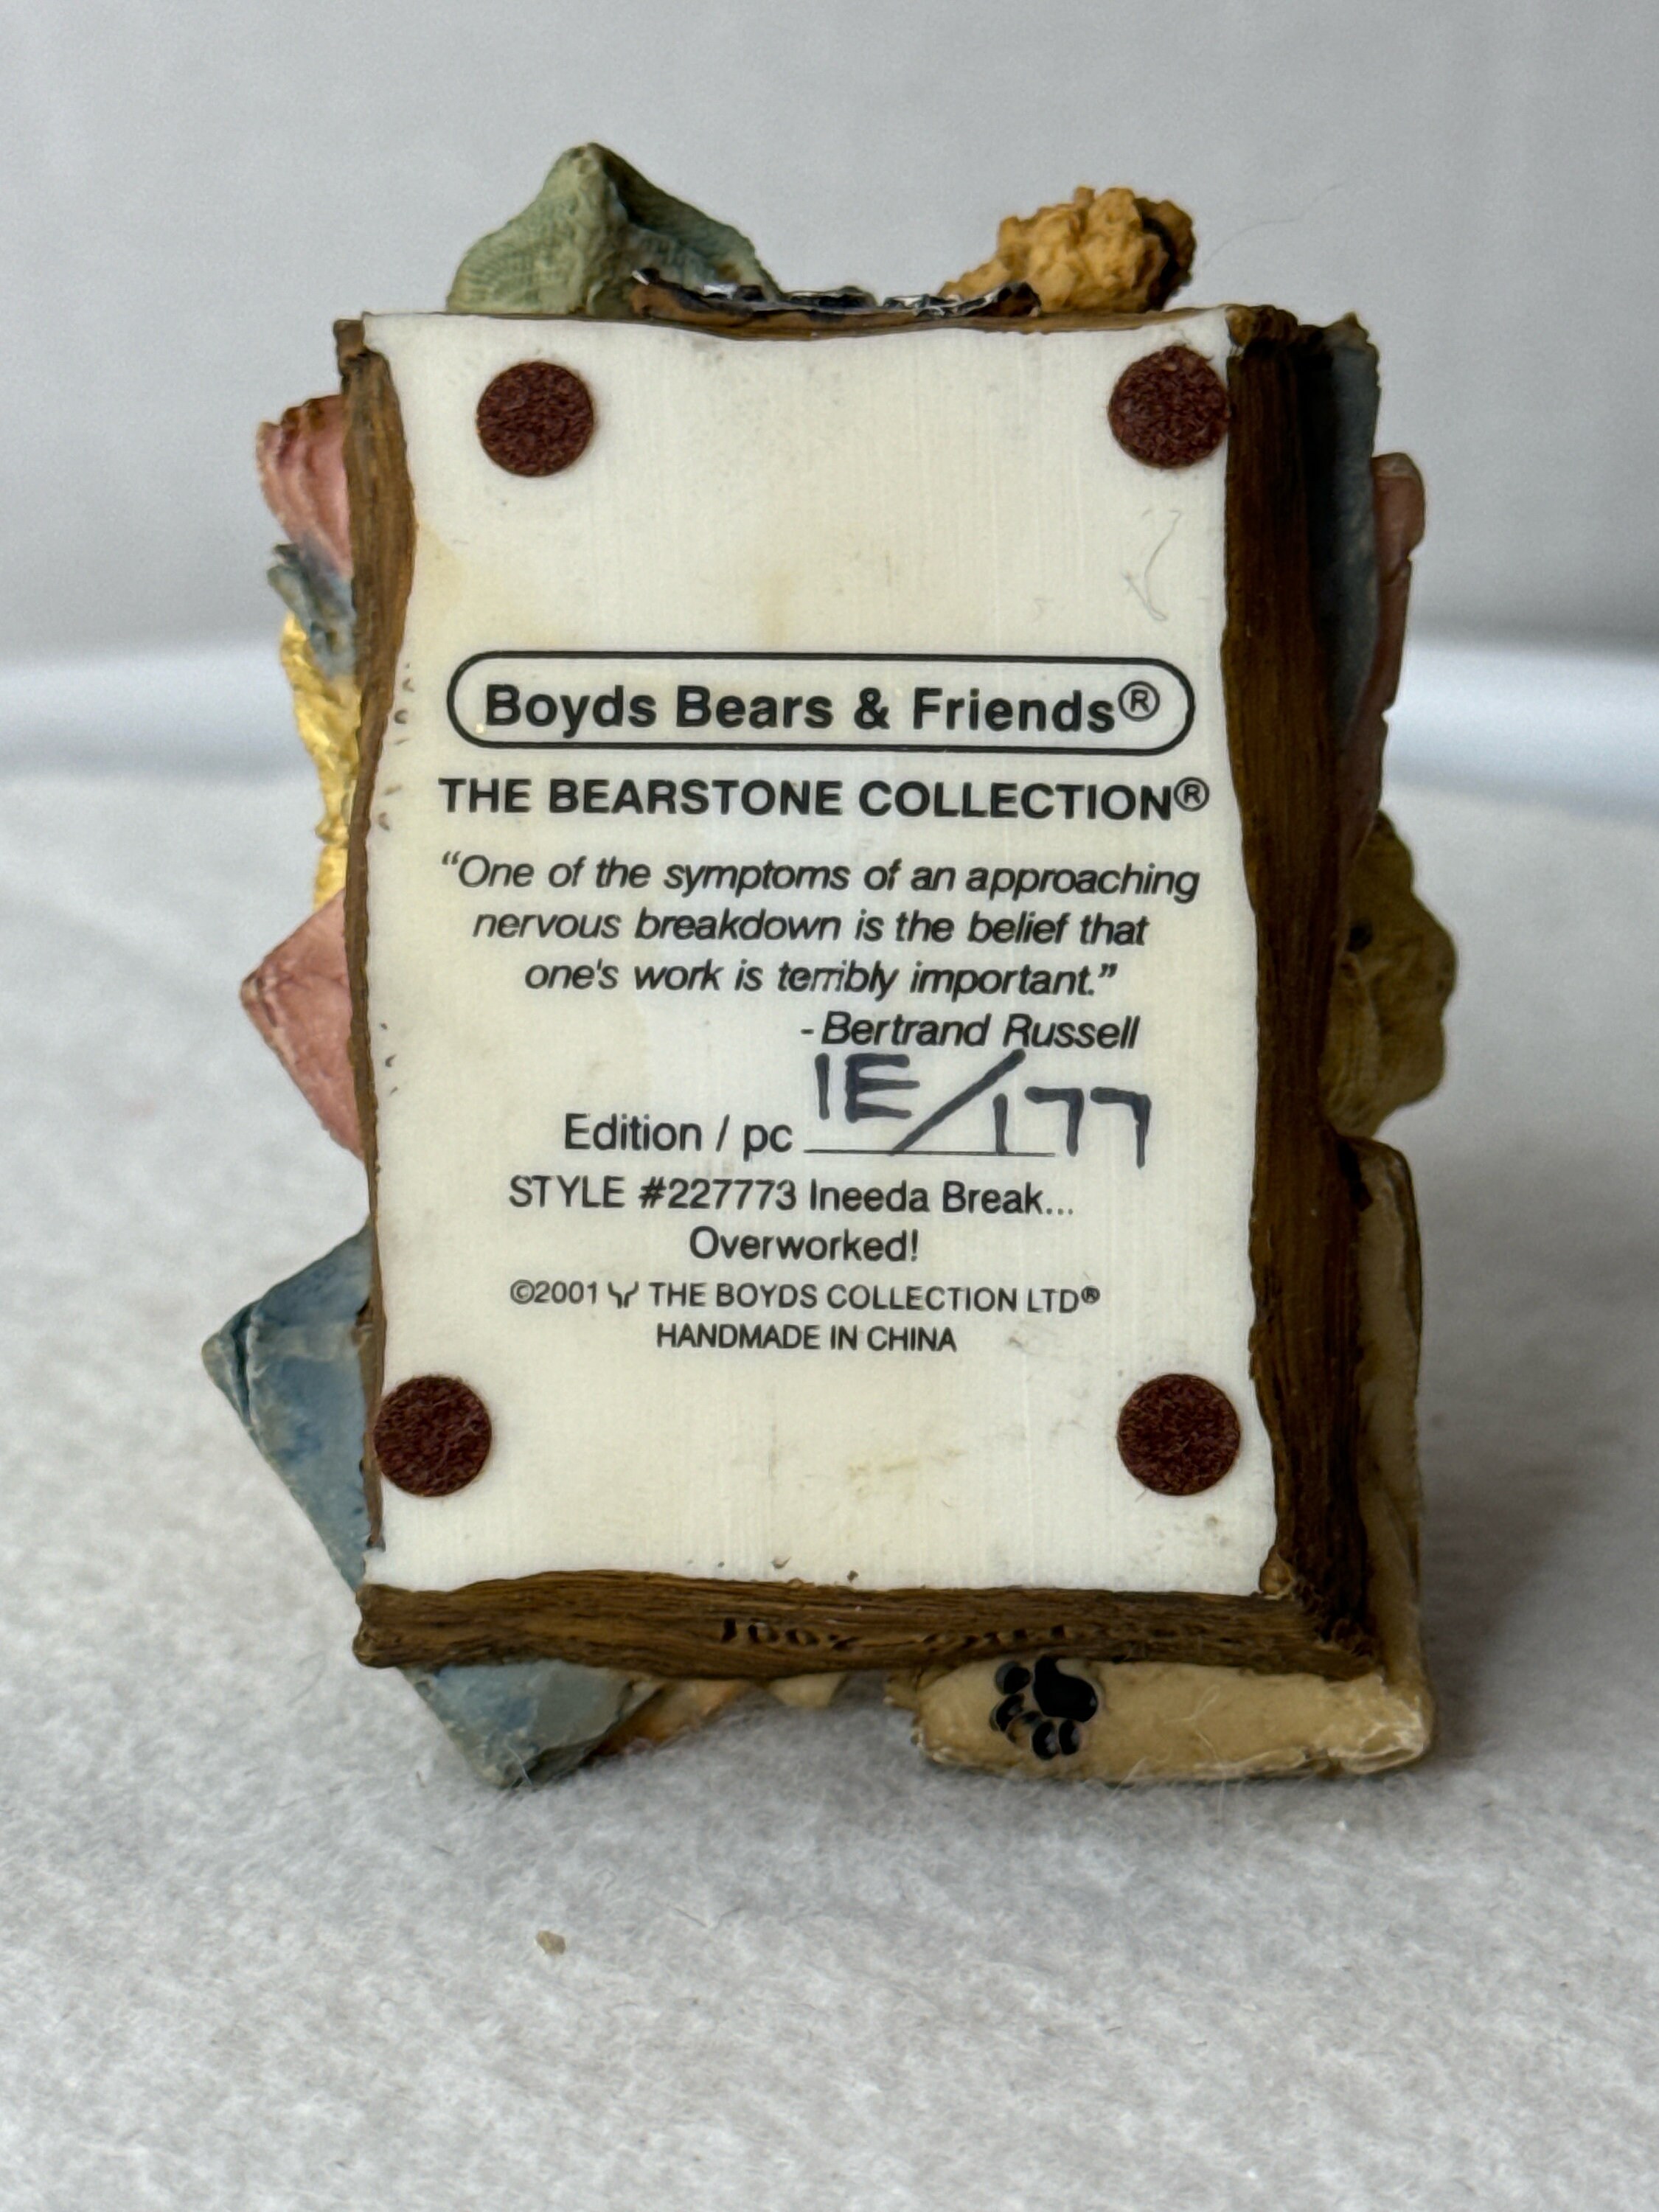 Boyds Bears & Friends®
THE BEARSTONE COLLECTION®
“One of the symptoms of an approaching
nervous breakdown is the belief that
one's work is terribly important.”
- Bertrand Russell
Edition / pc 1E/177
STYLE #227773 Ineeda Break...
Overworked!
©2001 THE BOYDS COLLECTION LTD®
HANDMADE IN CHINA